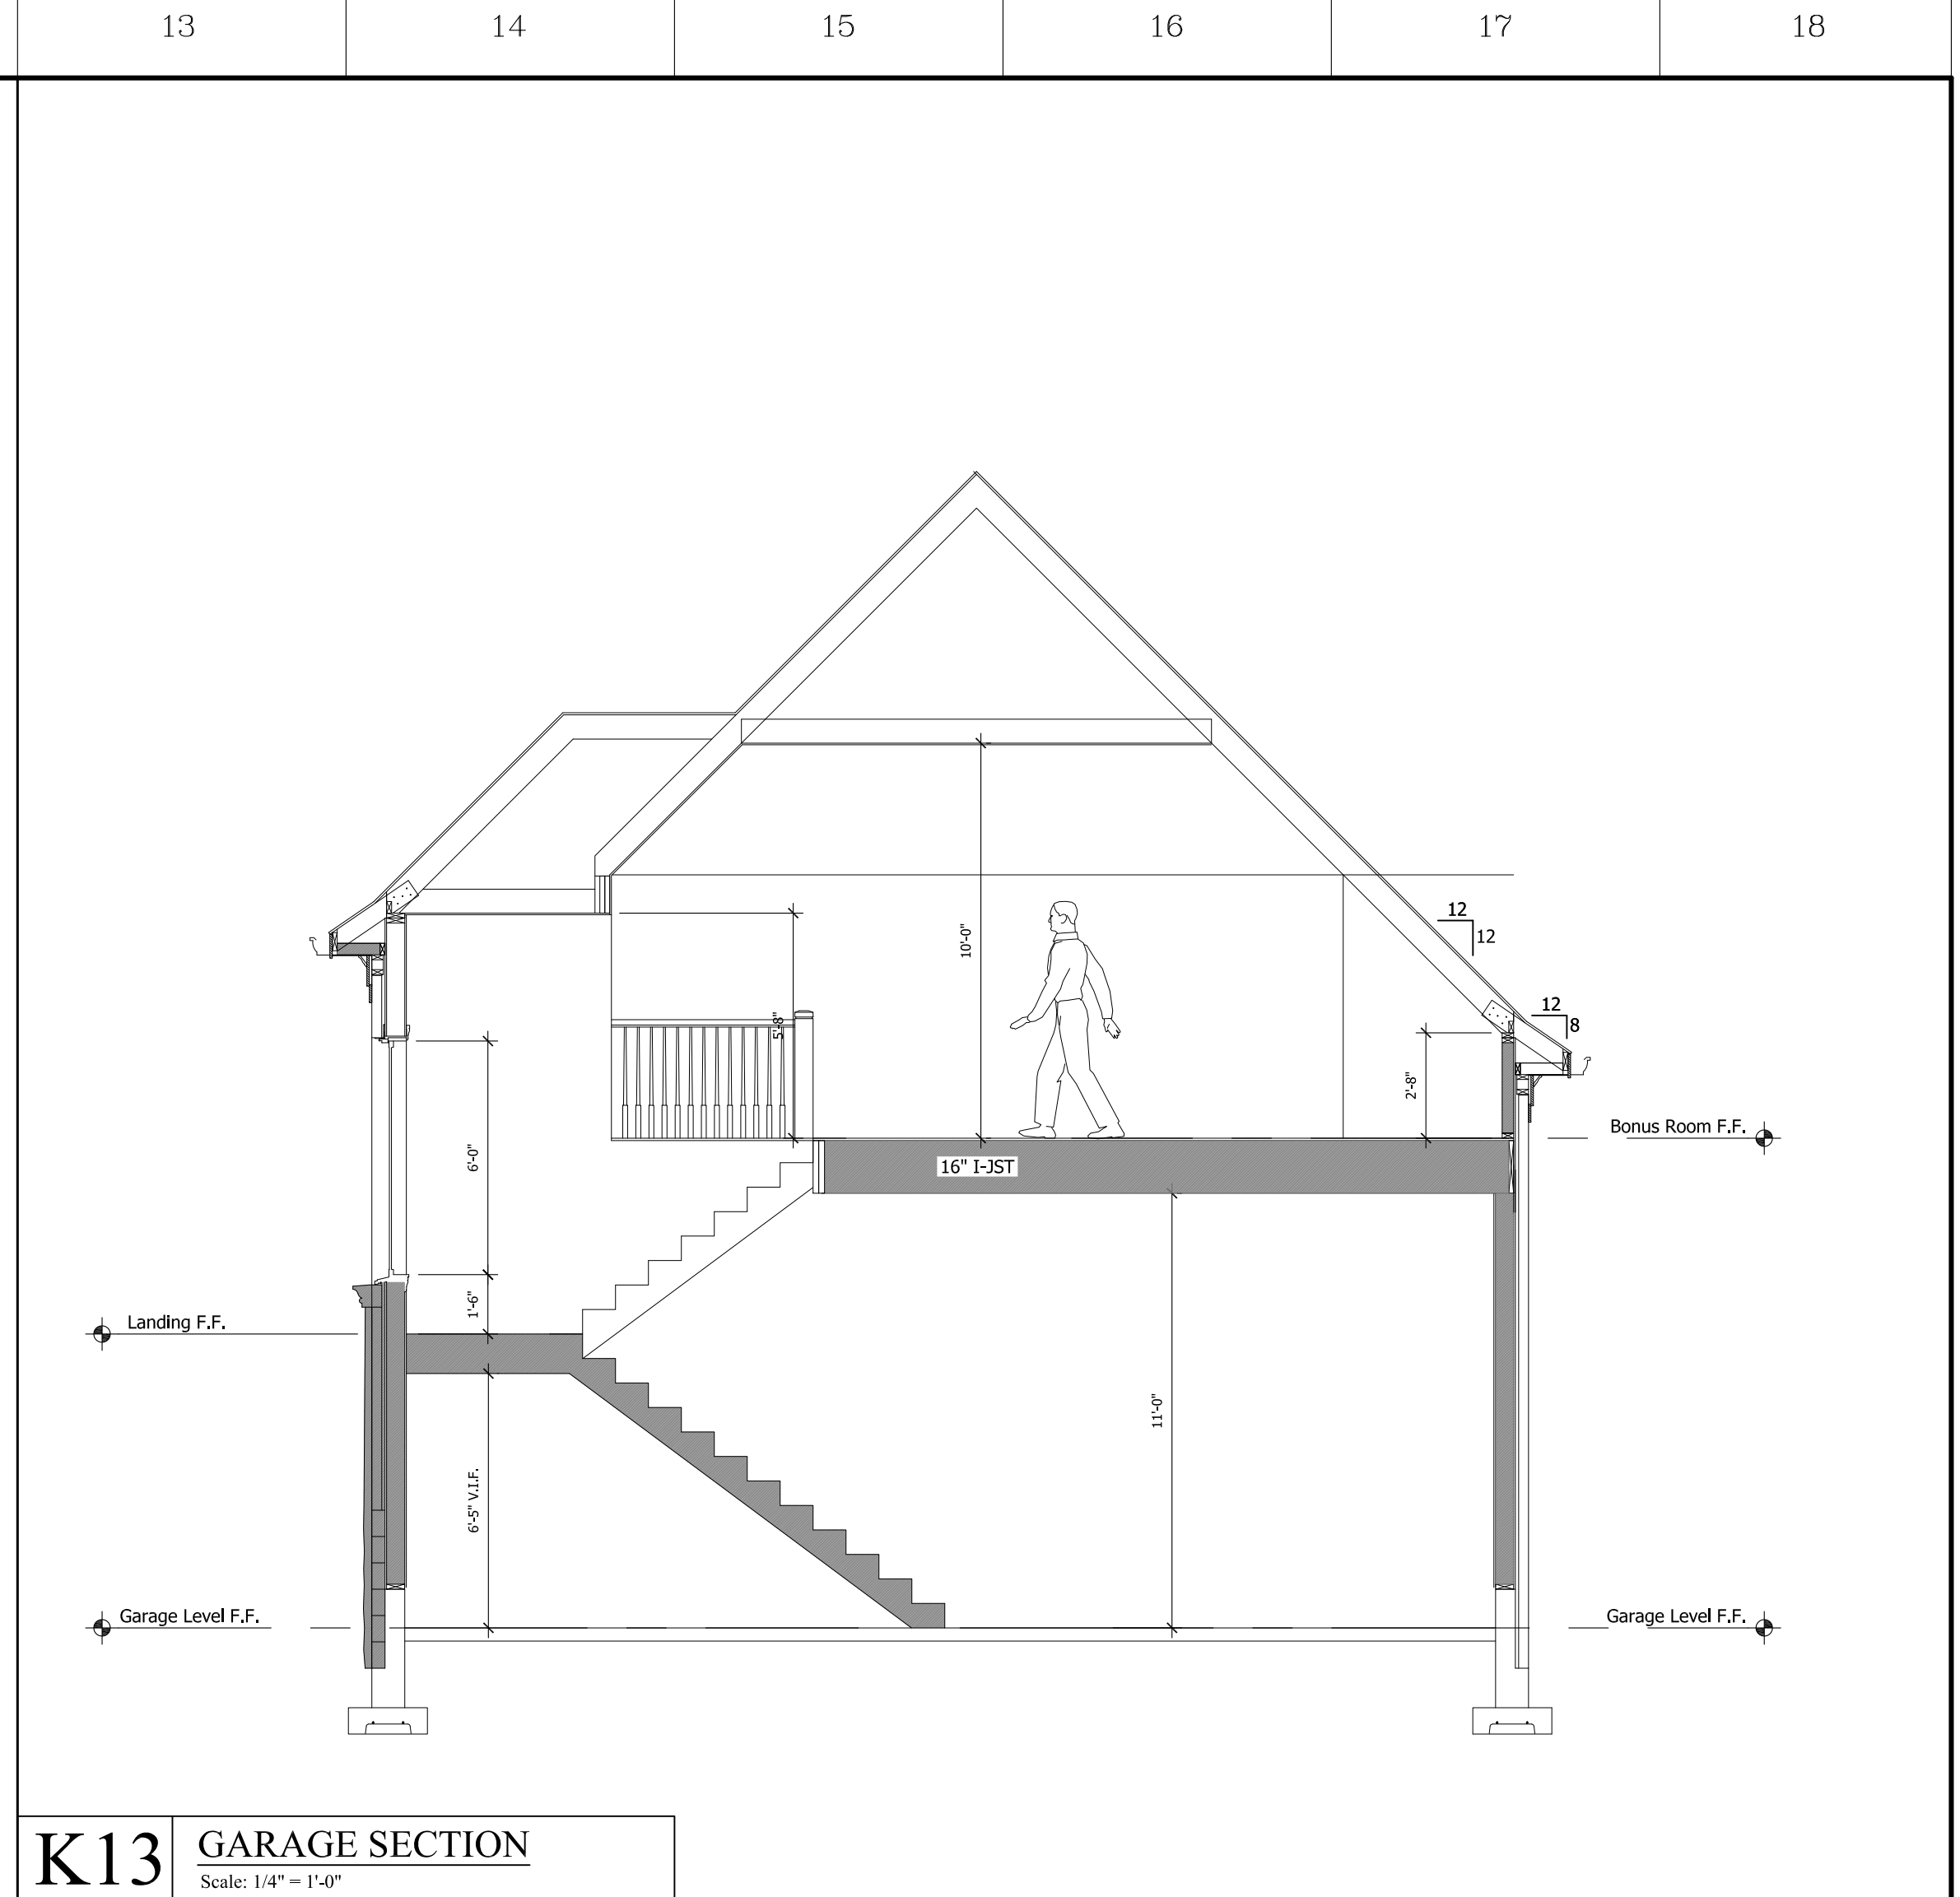 13 14 15 16 17 18
12
12
12
8
10'-0"
5'-8"
2'-8"
Bonus Room F.F.
16" I-JST
6'-0"
1'-6"
Landing F.F.
11'-0"
6'-5" V.I.F.
Garage Level F.F.
Garage Level F.F.
K13
GARAGE SECTION
Scale: 1/4" = 1'-0"